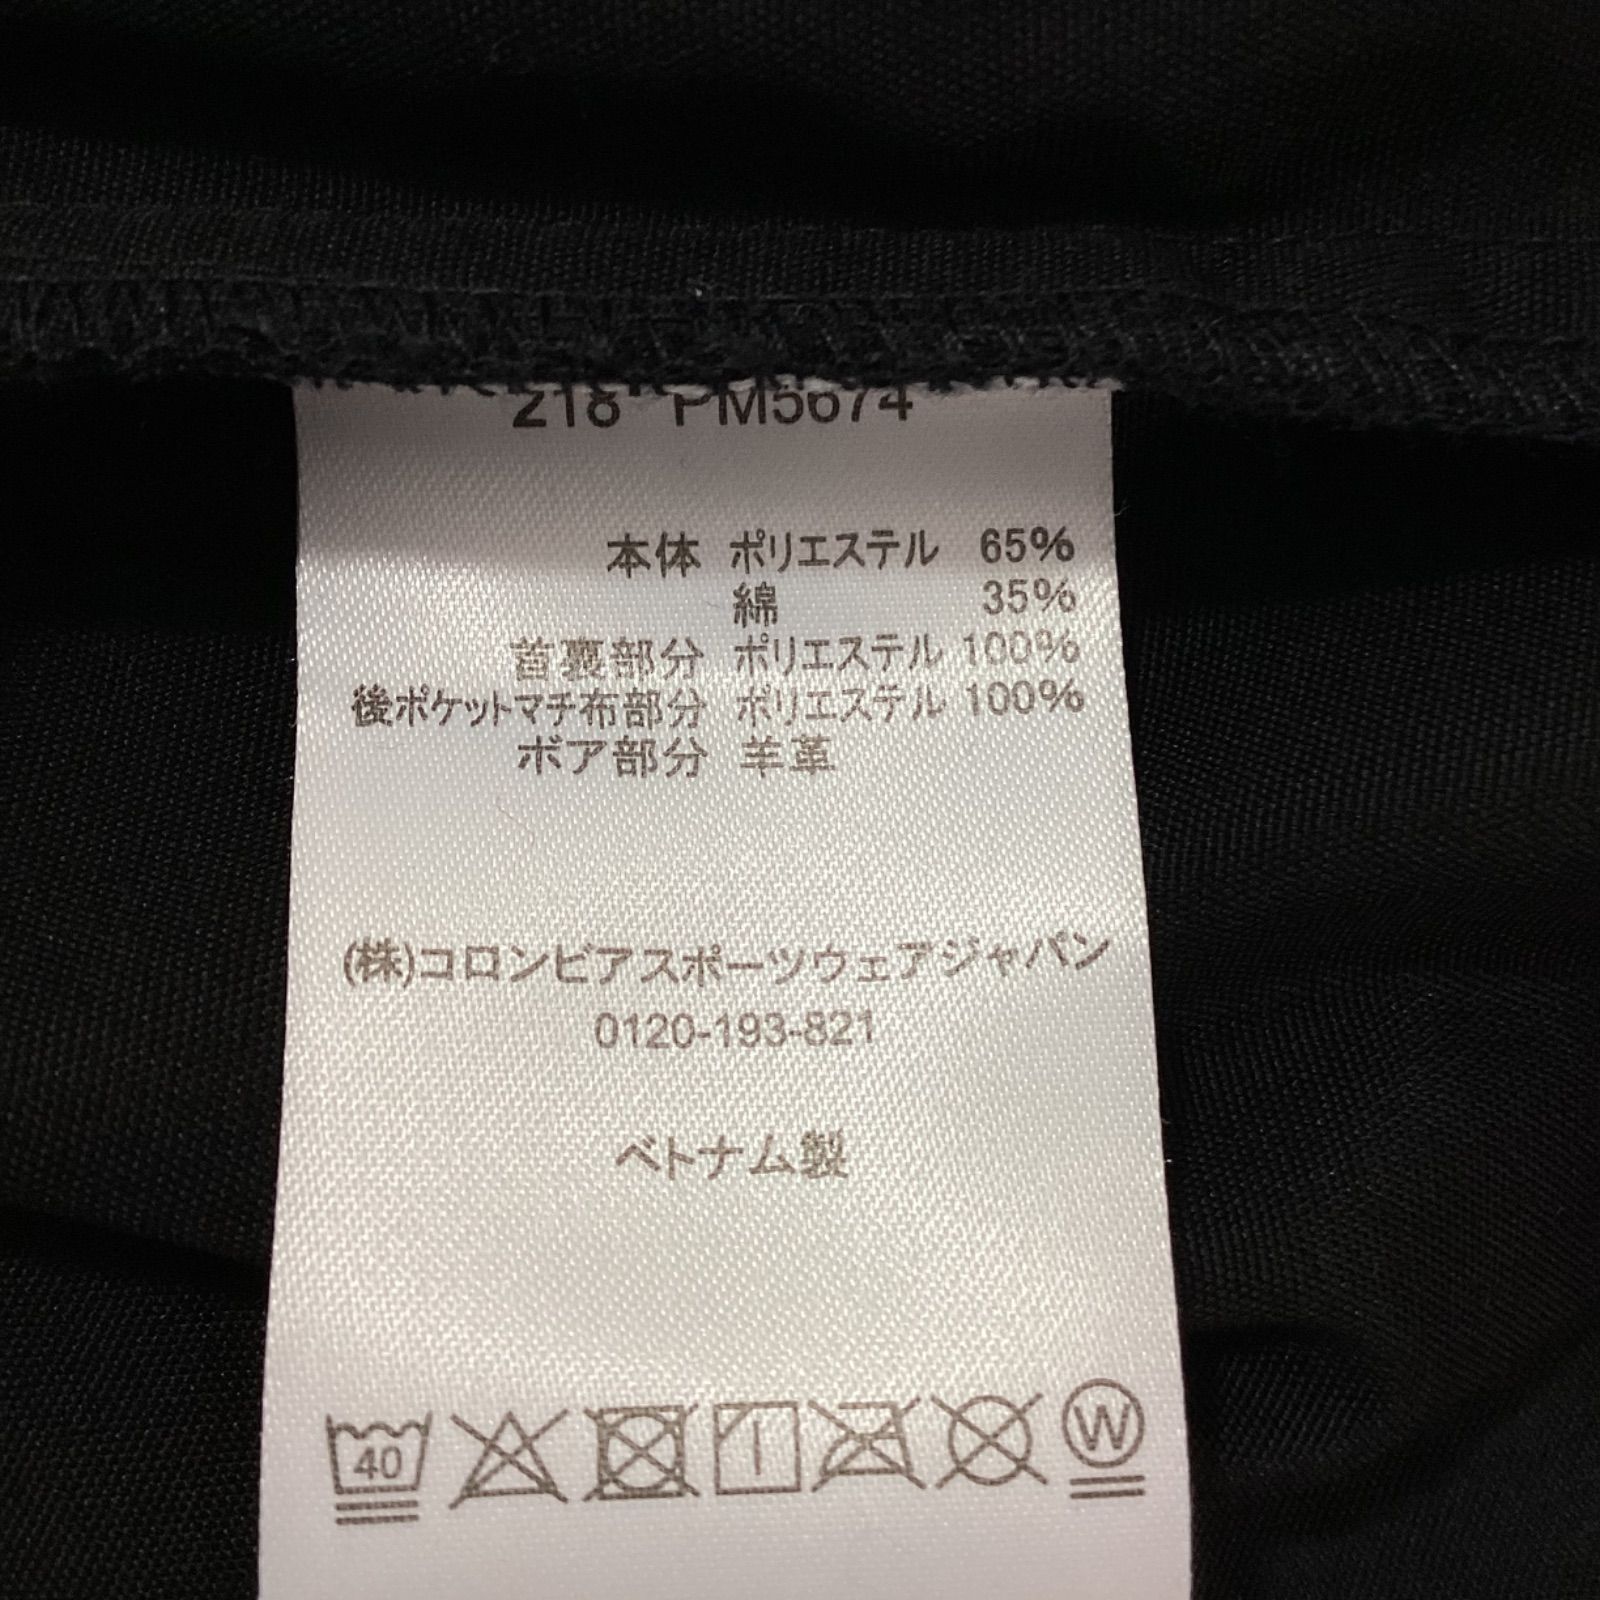 218 PM5674
本体 ポリエステル 65%
綿 35%
首裏部分 ポリエステル 100%
後ポケットマチ布部分 ポリエステル 100%
ボア部分 羊革
(株)コロンビアスポーツウェアジャパン
0120-193-821
ベトナム製
40 W